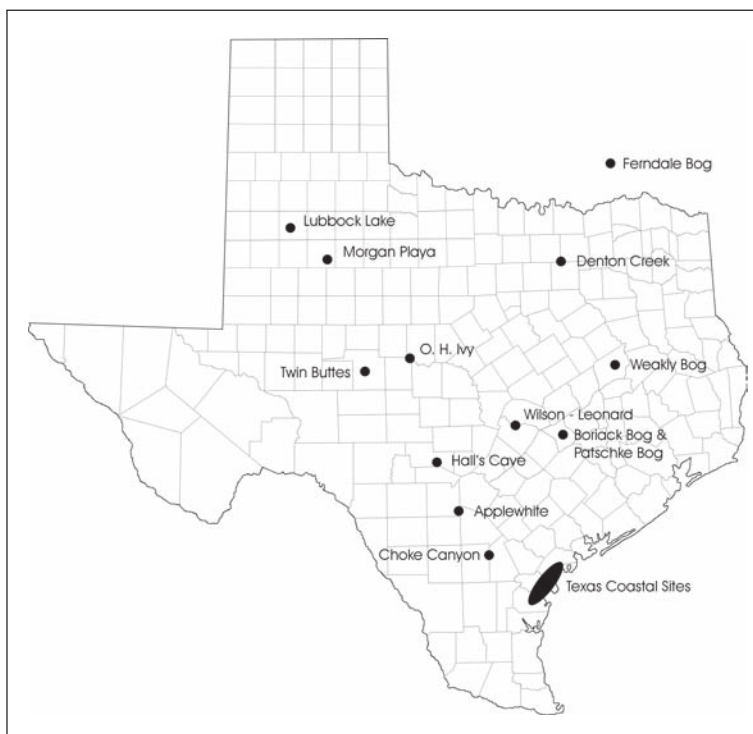 Ferndale Bog
Lubbock Lake
Morgan Playa
Denton Creek
O. H. Ivy
Twin Buttes
Weakly Bog
Wilson - Leonard
Boriack Bog &
Patschke Bog
Hall's Cave
Applewhite
Choke Canyon
Texas Coastal Sites